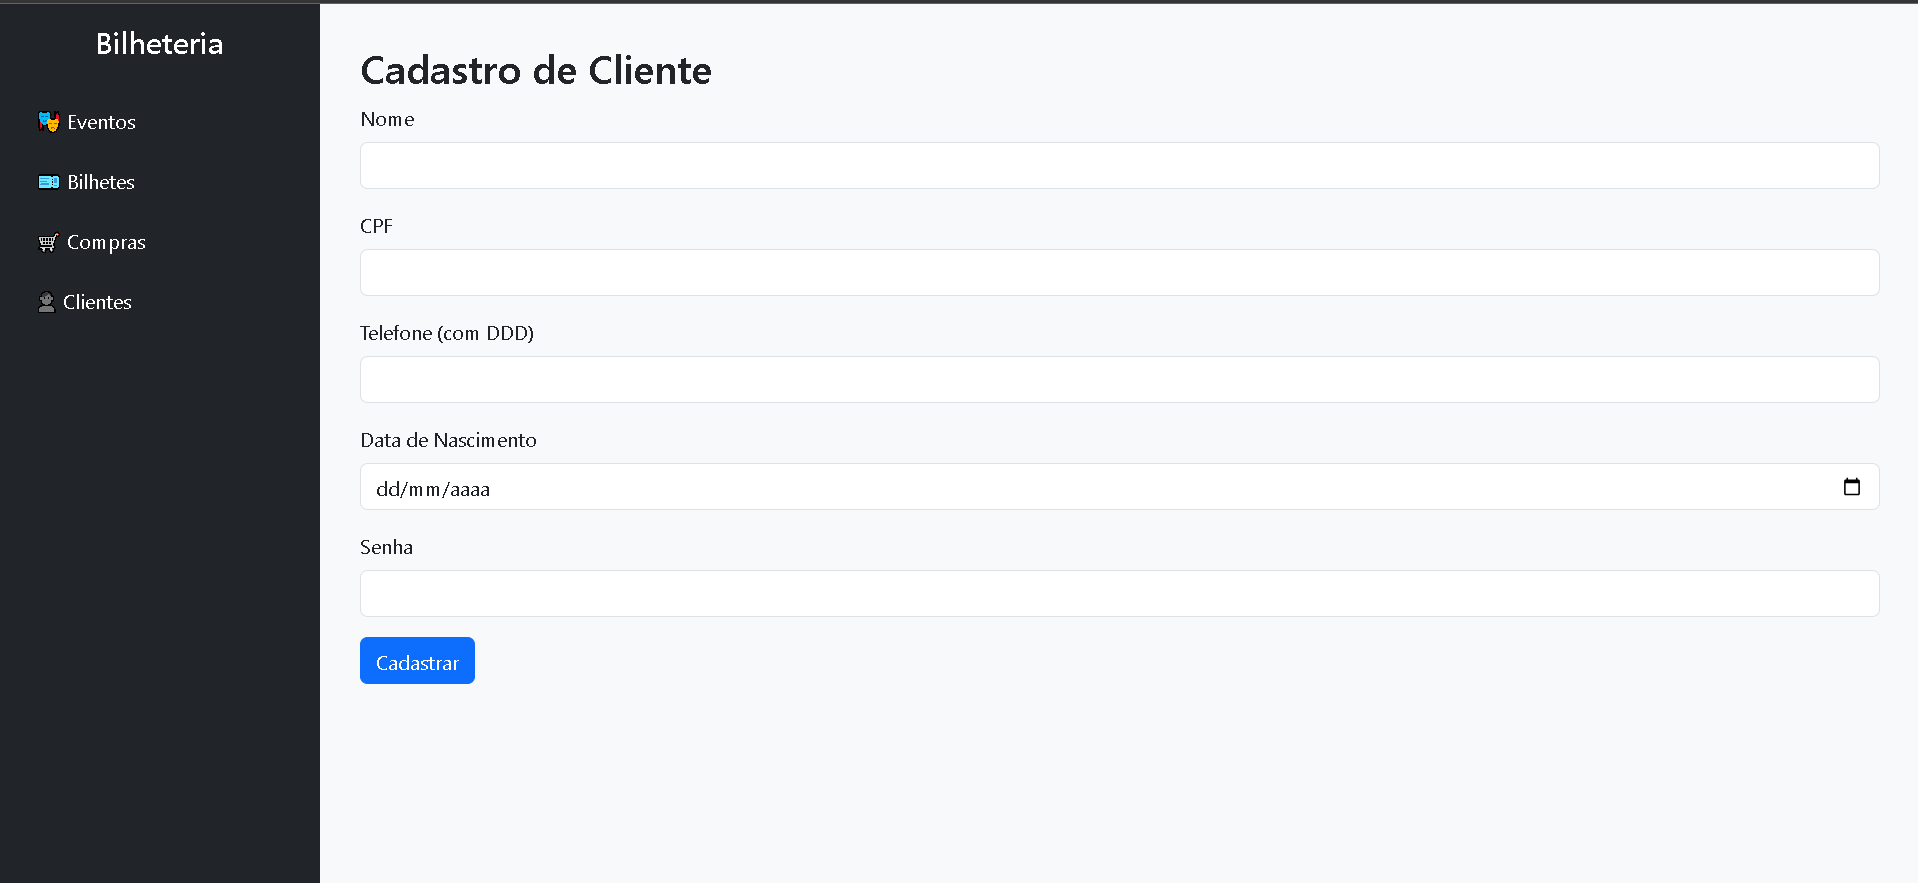 Bilheteria
Eventos
Bilhetes
Compras
Clientes
Cadastro de Cliente
Nome
CPF
Telefone (com DDD)
Data de Nascimento
dd/mm/aaaa
Senha
Cadastrar